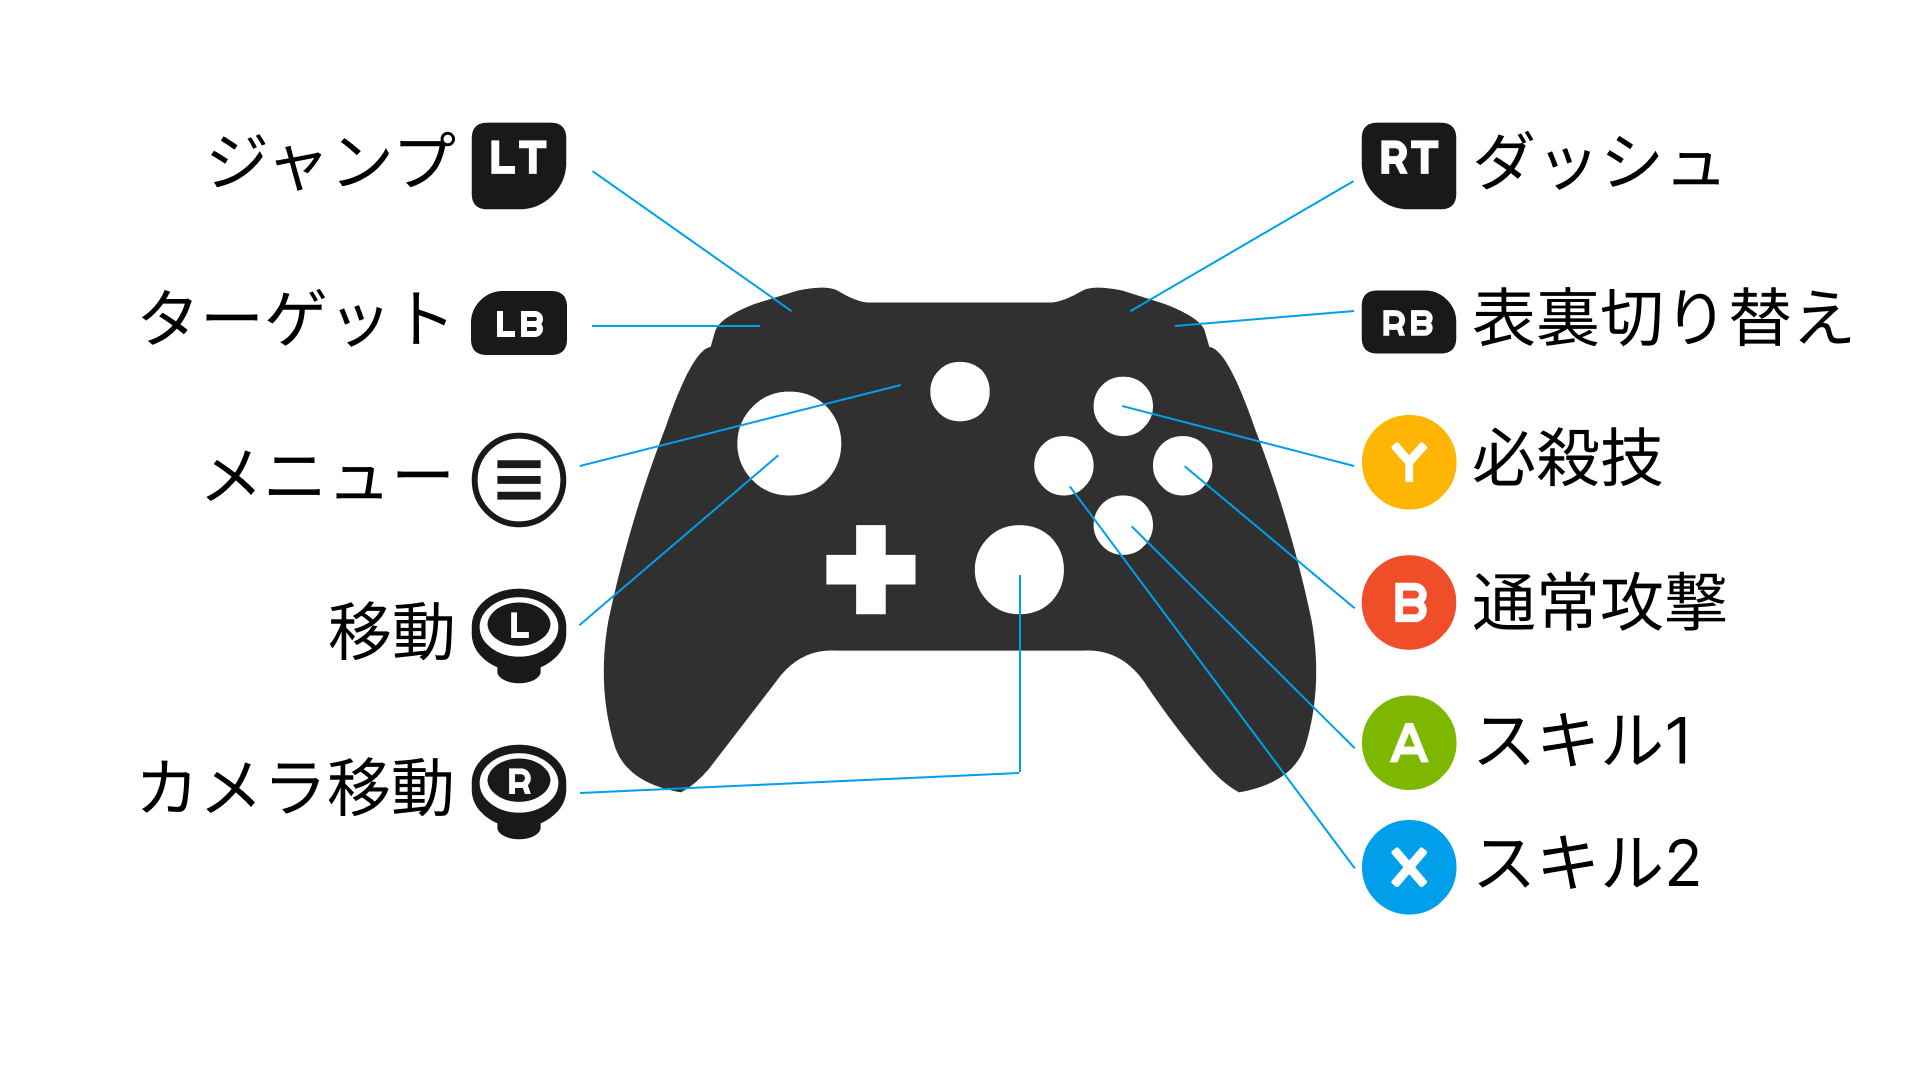 ジャンプ LT
ターゲット LB
メニュー
移動 L
カメラ移動 R
RT ダッシュ
RB 表裏切り替え
Y 必殺技
B 通常攻撃
A スキル1
X スキル2